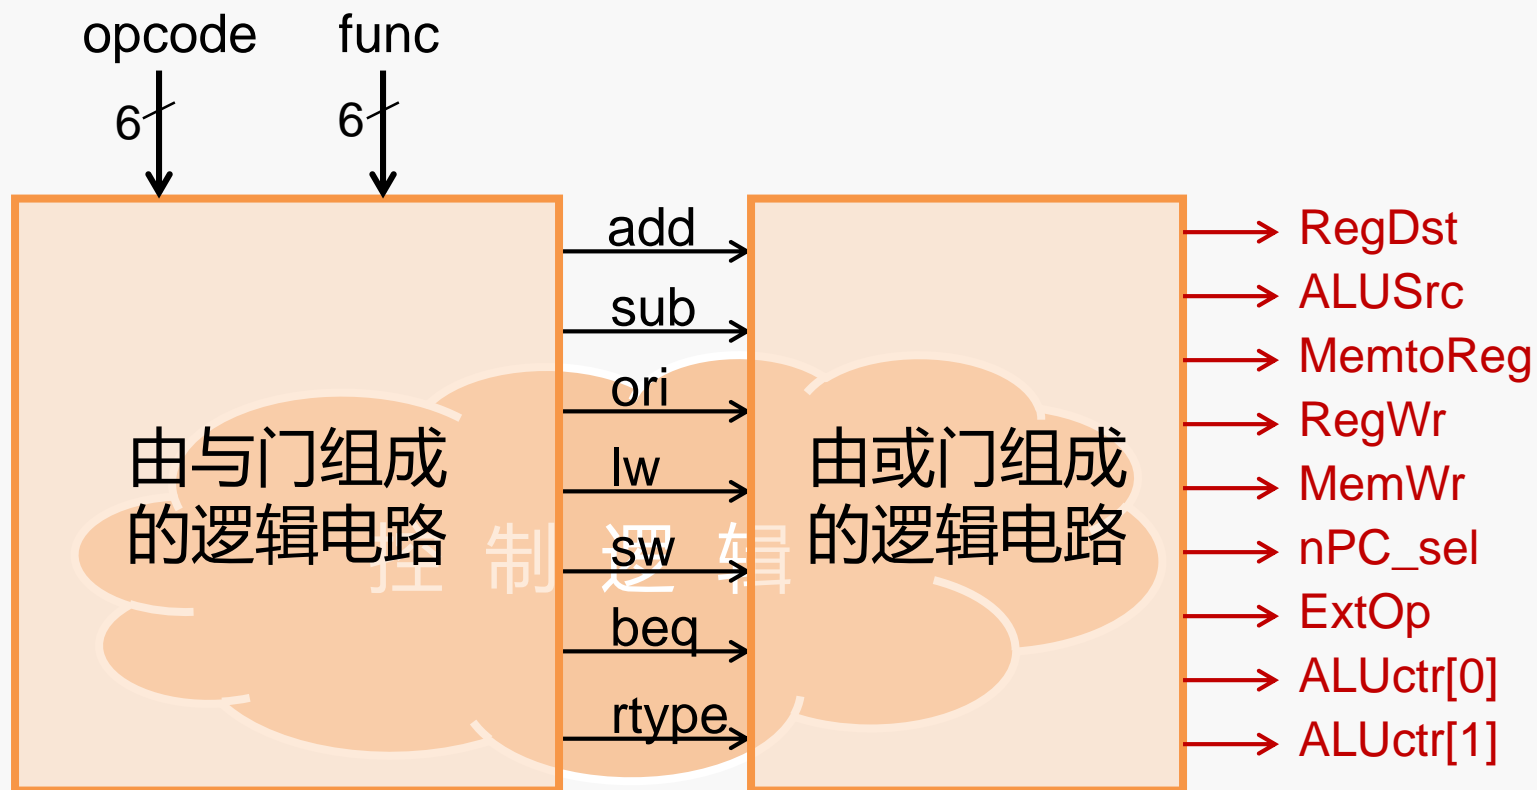 opcode func
6 6
add
sub
ori
lw
sw
beq
rtype
由与门组成
的逻辑电路
控制逻辑
由或门组成
的逻辑电路
RegDst
ALUSrc
MemtoReg
RegWr
MemWr
nPC_sel
ExtOp
ALUctr[0]
ALUctr[1]